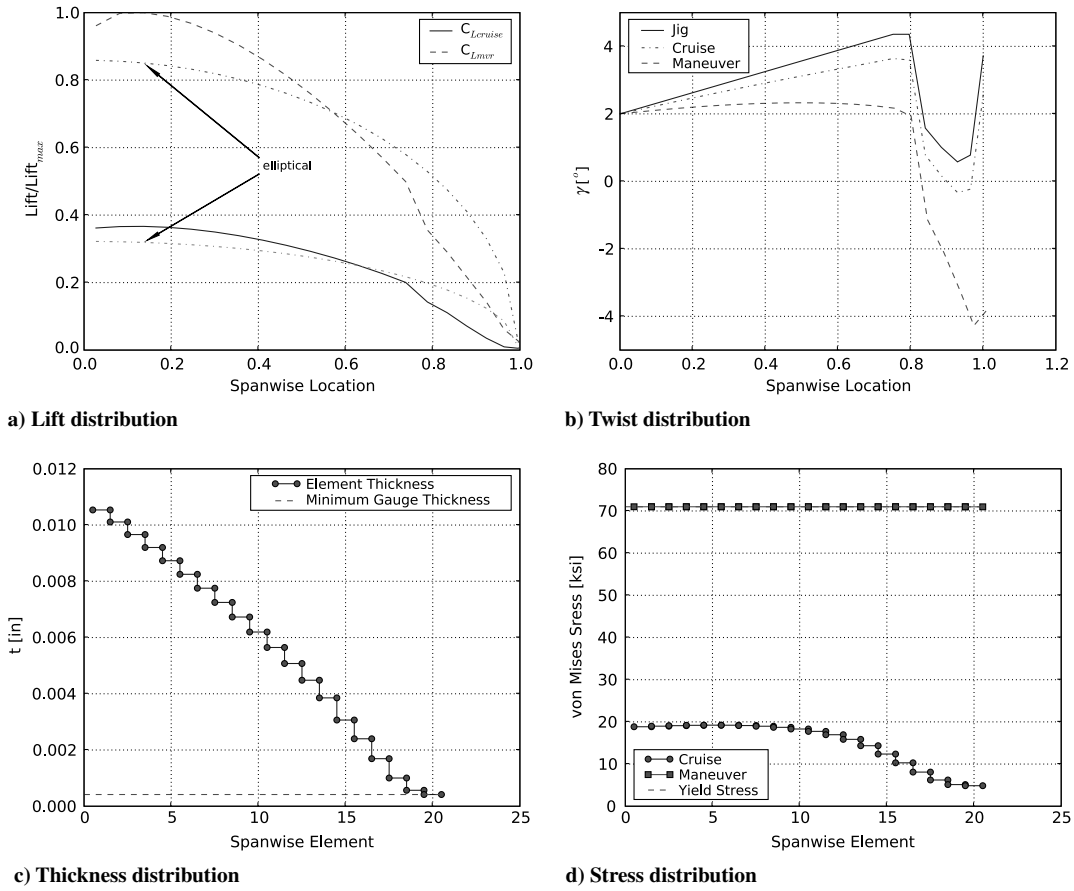 1.0
0.8
0.6
0.4
0.2
0.0
Lift/Lift_max
C_Lcruise
C_Lmvr
elliptical
0.0 0.2 0.4 0.6 0.8 1.0
Spanwise Location
a) Lift distribution
4
2
0
-2
-4
γ[°]
Jig
Cruise
Maneuver
0.0 0.2 0.4 0.6 0.8 1.0 1.2
Spanwise Location
b) Twist distribution
0.012
0.010
0.008
0.006
0.004
0.002
0.000
t [in]
Element Thickness
Minimum Gauge Thickness
0 5 10 15 20 25
Spanwise Element
c) Thickness distribution
80
70
60
50
40
30
20
10
0
von Mises Sress [ksi]
Cruise
Maneuver
Yield Stress
0 5 10 15 20 25
Spanwise Element
d) Stress distribution